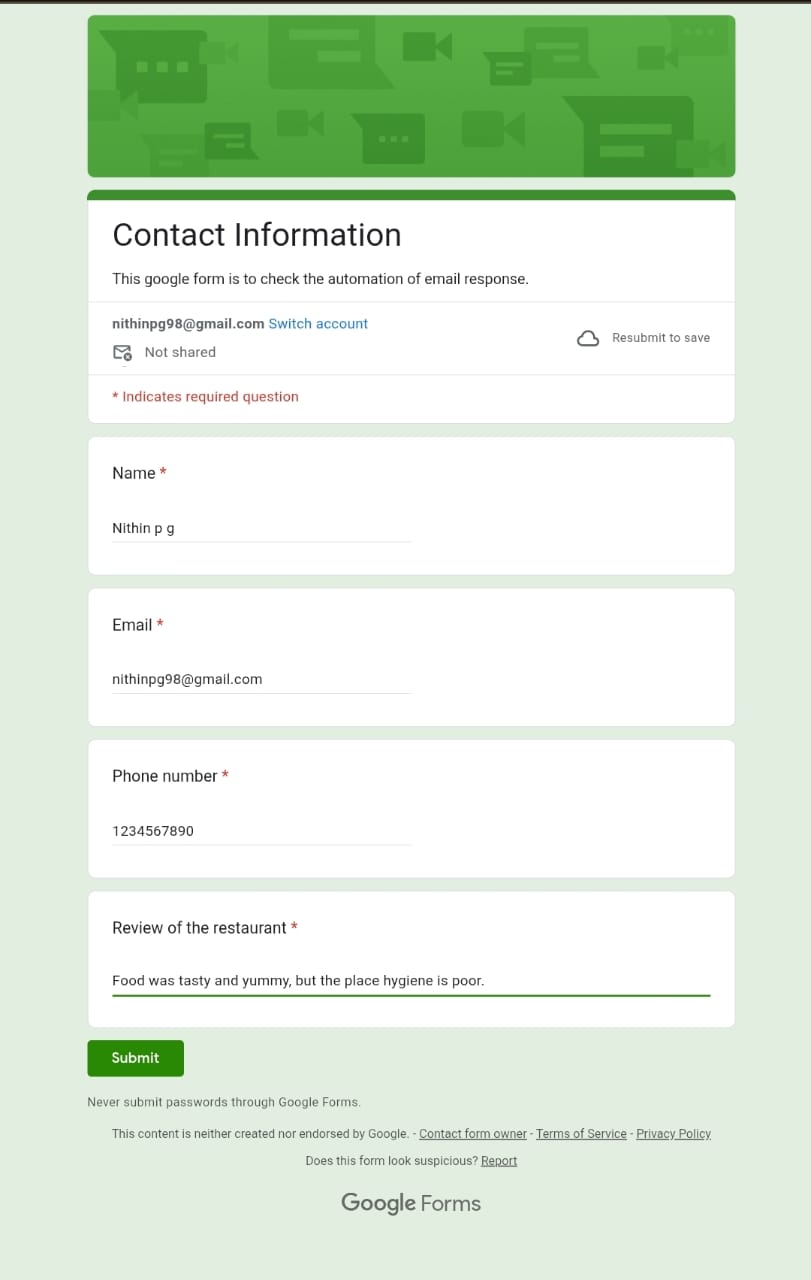 Contact Information
This google form is to check the automation of email response.
nithinpg98@gmail.com Switch account
Not shared
Resubmit to save
* Indicates required question
Name *
Nithin p g
Email *
nithinpg98@gmail.com
Phone number *
1234567890
Review of the restaurant *
Food was tasty and yummy, but the place hygiene is poor.
Submit
Never submit passwords through Google Forms.
This content is neither created nor endorsed by Google. - Contact form owner - Terms of Service - Privacy Policy
Does this form look suspicious? Report
Google Forms